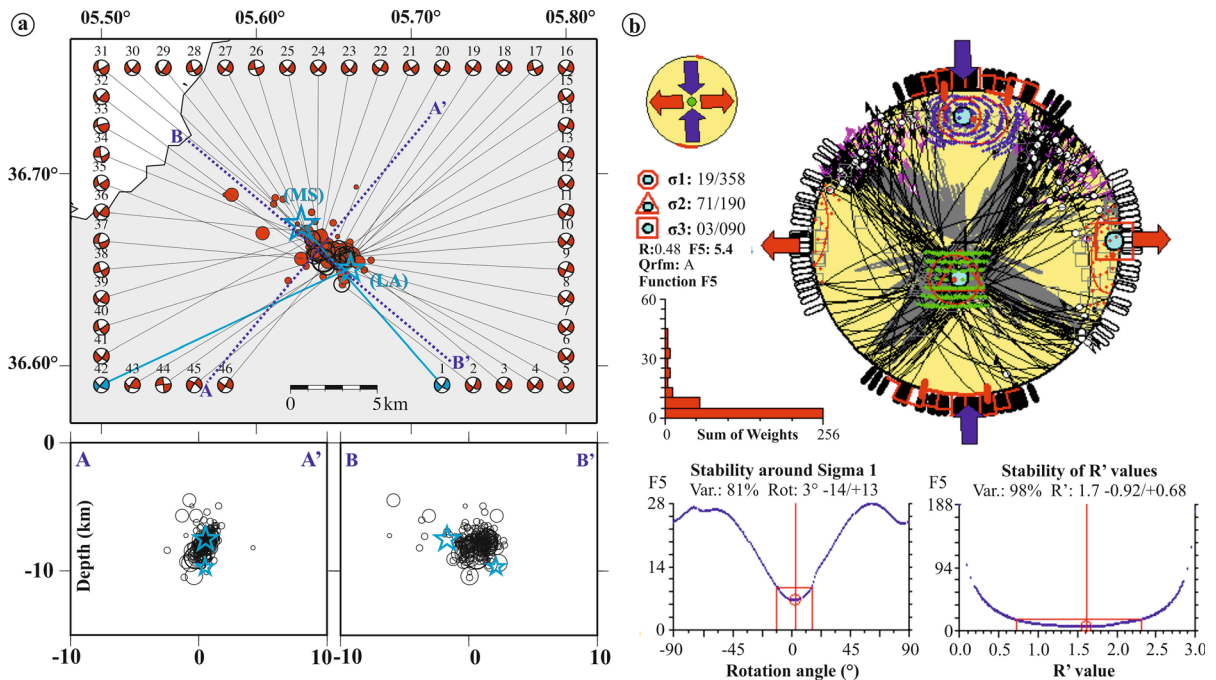 a
05.50° 05.60° 05.70° 05.80°
31 30 29 28 27 26 25 24 23 22 21 20 19 18 17 16
32 15
33 14
34 13
35 12
36 11
37 10
38 9
39 8
40 7
41 6
42 43 44 45 46 1 2 3 4 5
36.70°
36.60°
A'
B
(MS)
(LA)
B'
A
0 5 km
0
-10
Depth (km)
A A'
B B'
-10 0 10
-10 0 10
b
σ1: 19/358
σ2: 71/190
σ3: 03/090
R:0.48 F5: 5.4
Qrfm: A
Function F5
60
30
0
0 256
Sum of Weights
Stability around Sigma 1
F5 Var.: 81% Rot: 3° -14/+13
28
14
0
-90 -45 0 45 90
Rotation angle (°)
Stability of R' values
F5 Var.: 98% R': 1.7 -0.92/+0.68
188
94
0
0.0 1.0 1.5 2.0 3.0
R' value